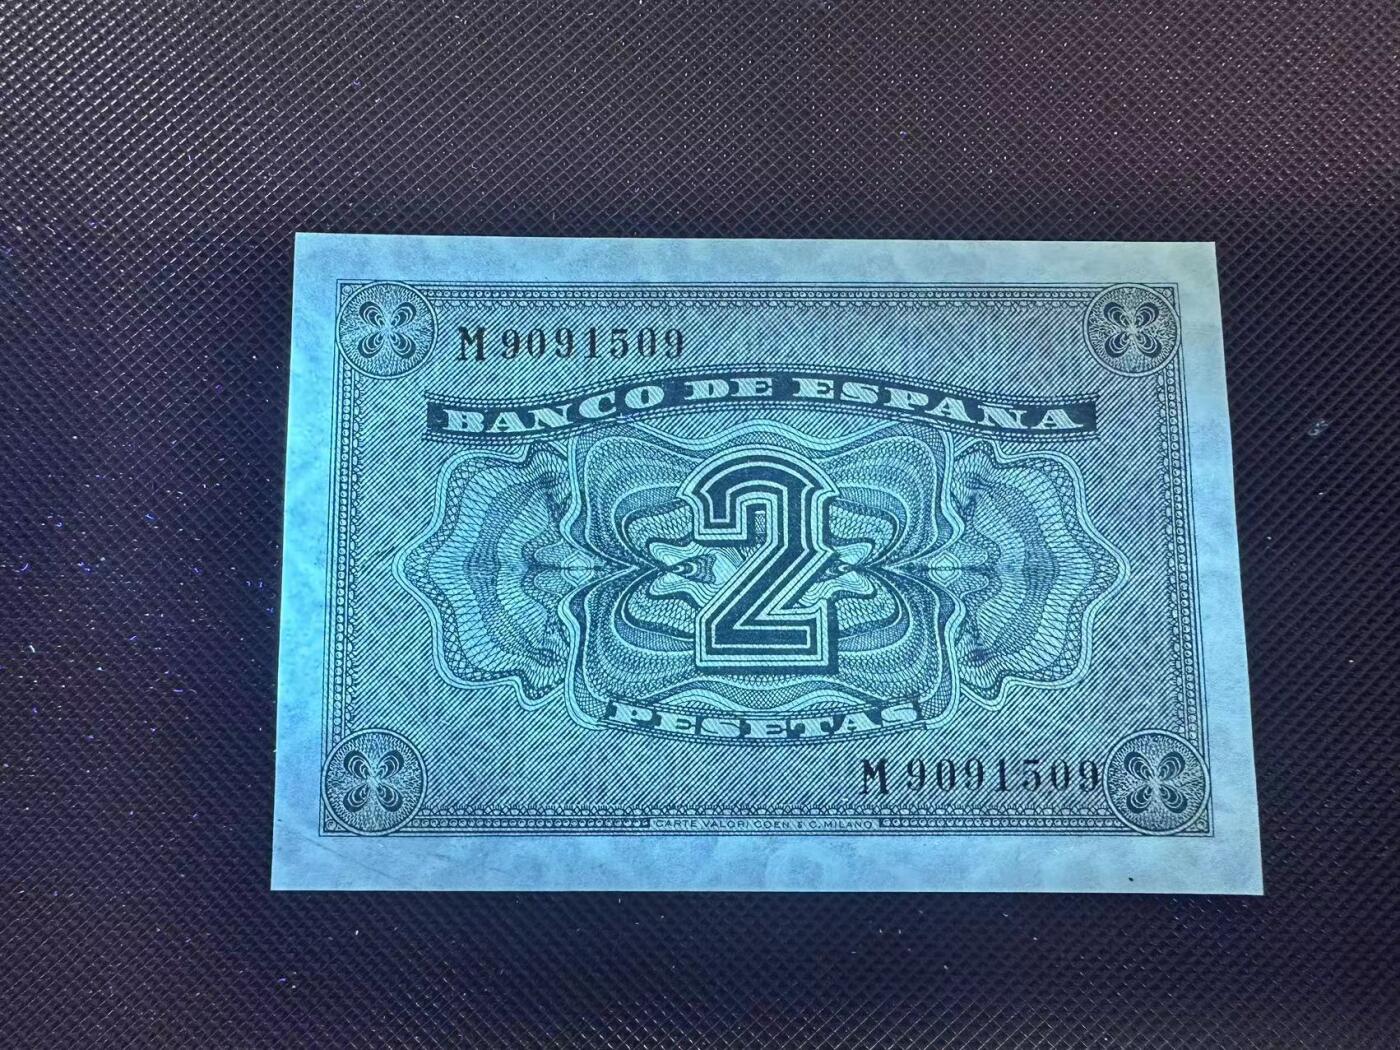 M 9091509
BANCO DE ESPAÑA
2
PESETAS
M 9091509
CARTE VALORI COEN & C. MILANO